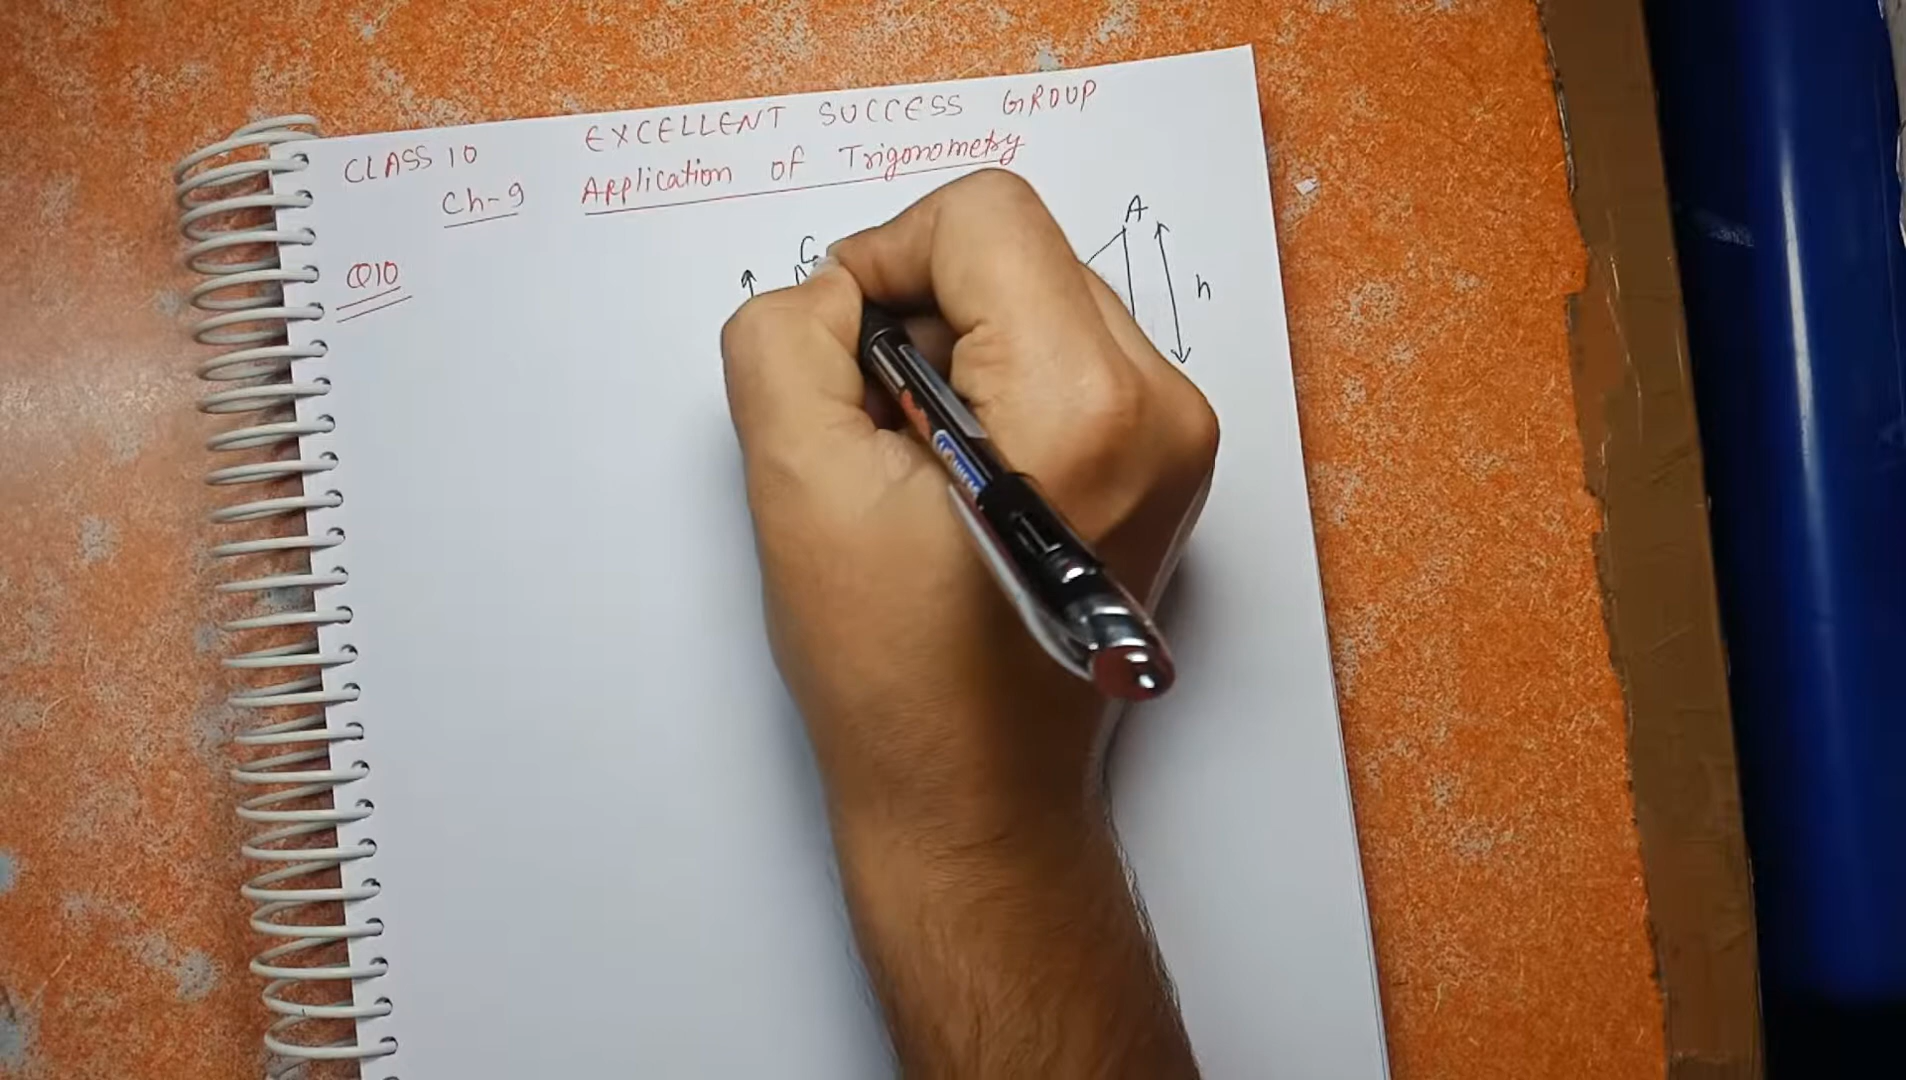 EXCELLENT SUCCESS GROUP
CLASS 10
Ch-9 Application of Trigonometry
A
C
h
Q10